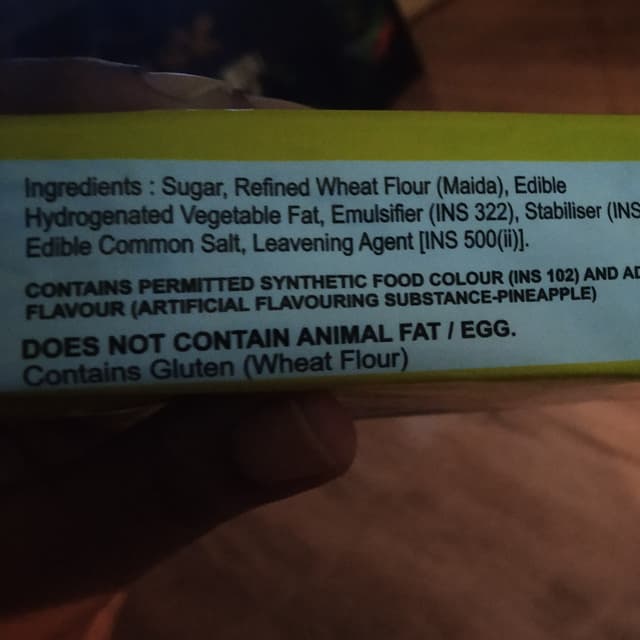 Ingredients : Sugar, Refined Wheat Flour (Maida), Edible
Hydrogenated Vegetable Fat, Emulsifier (INS 322), Stabiliser (INS
Edible Common Salt, Leavening Agent [INS 500(ii)].
CONTAINS PERMITTED SYNTHETIC FOOD COLOUR (INS 102) AND AD
FLAVOUR (ARTIFICIAL FLAVOURING SUBSTANCE-PINEAPPLE)
DOES NOT CONTAIN ANIMAL FAT / EGG.
Contains Gluten (Wheat Flour)